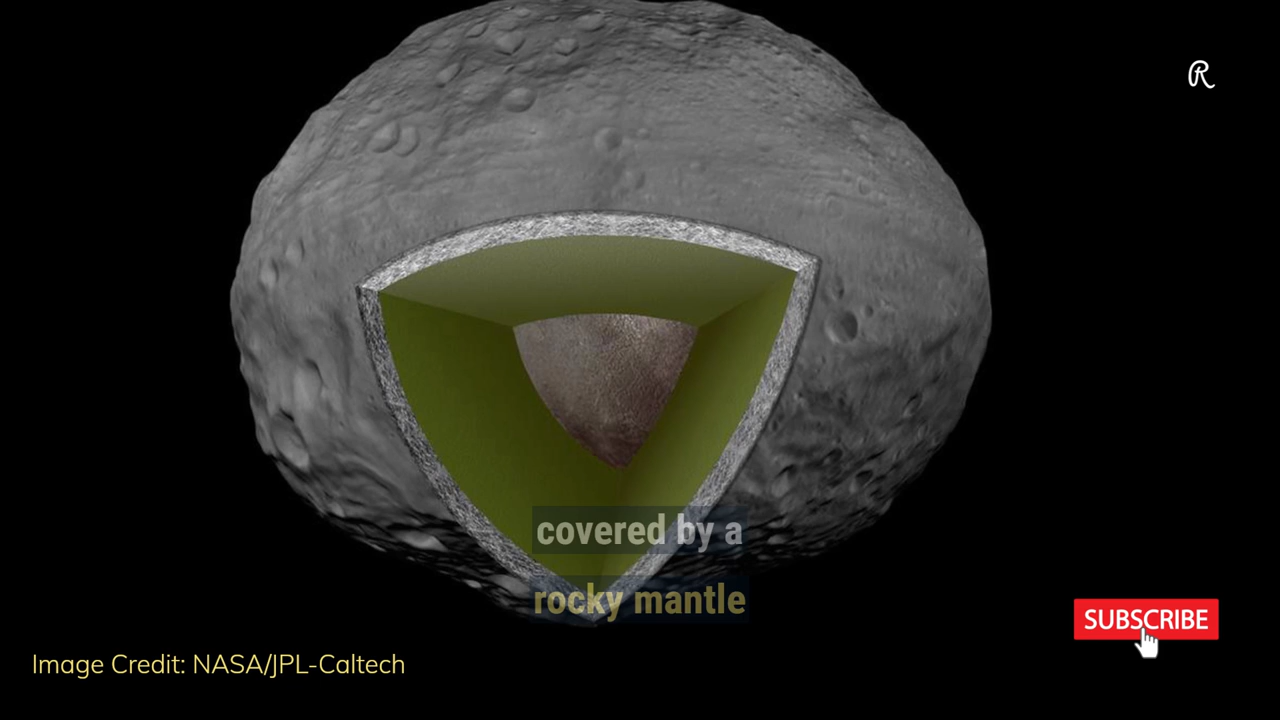 R
covered by a
rocky mantle
SUBSCRIBE
Image Credit: NASA/JPL-Caltech